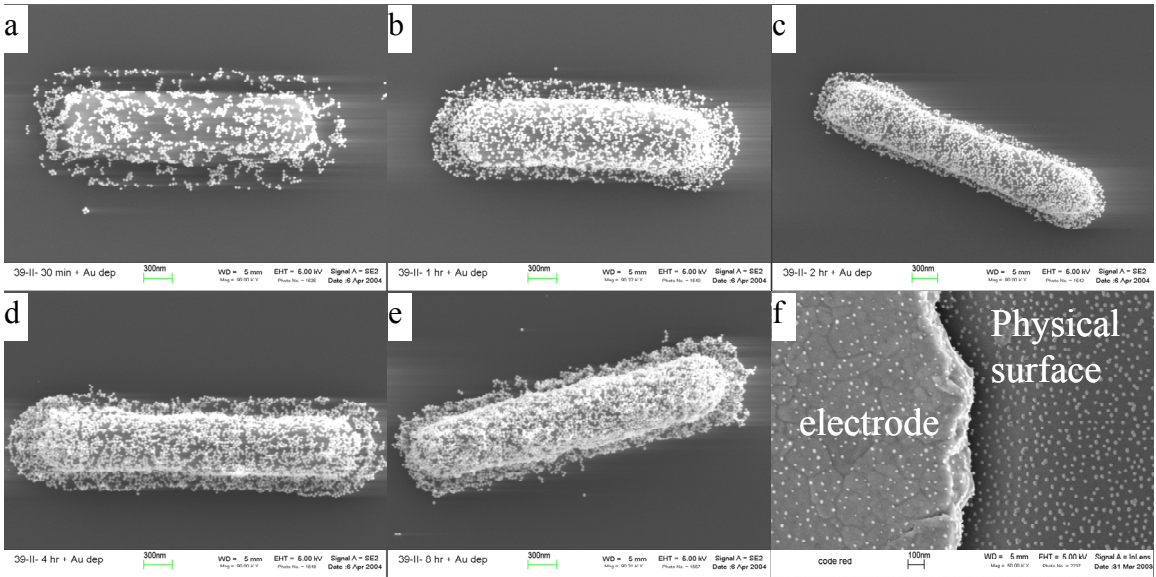 a
39-II- 30 min + Au dep
300nm
WD = 5 mm
EHT = 5.00 kV
Signal A = SE2
Date :6 Apr 2004
b
39-II- 1 hr + Au dep
300nm
WD = 5 mm
EHT = 5.00 kV
Signal A = SE2
Date :6 Apr 2004
c
39-II- 2 hr + Au dep
300nm
WD = 5 mm
EHT = 5.00 kV
Signal A = SE2
Date :6 Apr 2004
d
39-II- 4 hr + Au dep
300nm
WD = 5 mm
EHT = 5.00 kV
Signal A = SE2
Date :6 Apr 2004
e
39-II- 8 hr + Au dep
300nm
WD = 5 mm
EHT = 5.00 kV
Signal A = SE2
Date :6 Apr 2004
f
Physical
surface
electrode
code red
100nm
WD = 5 mm
EHT = 5.00 kV
Signal A = InLens
Date :31 Mar 2003